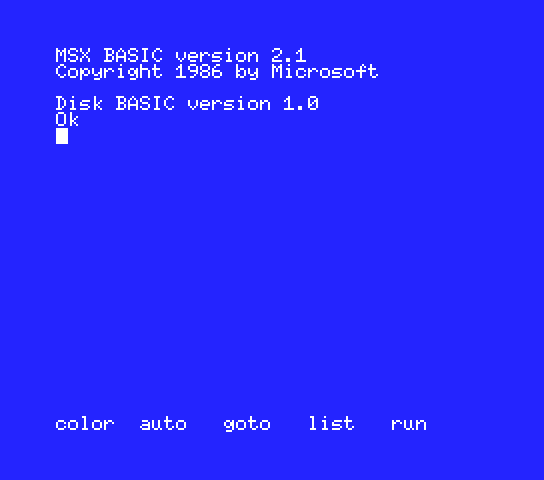 MSX BASIC version 2.1
Copyright 1986 by Microsoft
Disk BASIC version 1.0
Ok
color auto goto list run